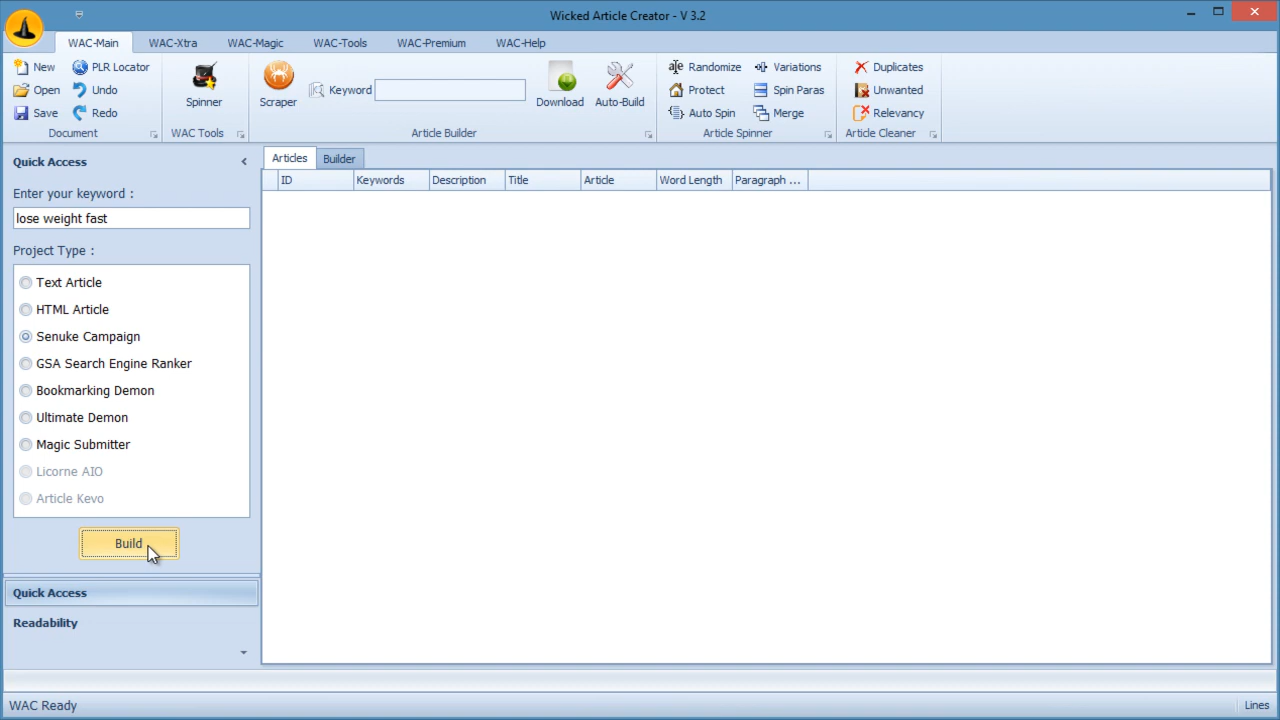 Wicked Article Creator - V 3.2
WAC-Main WAC-Xtra WAC-Magic WAC-Tools WAC-Premium WAC-Help
New PLR Locator
Open Undo
Save Redo
Document
Spinner
WAC Tools
Scraper Keyword Download Auto-Build
Article Builder
Randomize Variations
Protect Spin Paras
Auto Spin Merge
Article Spinner
Duplicates
Unwanted
Relevancy
Article Cleaner
Quick Access
Enter your keyword :
lose weight fast
Project Type :
Text Article
HTML Article
Senuke Campaign
GSA Search Engine Ranker
Bookmarking Demon
Ultimate Demon
Magic Submitter
Licorne AIO
Article Kevo
Build
Quick Access
Readability
Articles Builder
ID Keywords Description Title Article Word Length Paragraph ...
WAC Ready
Lines